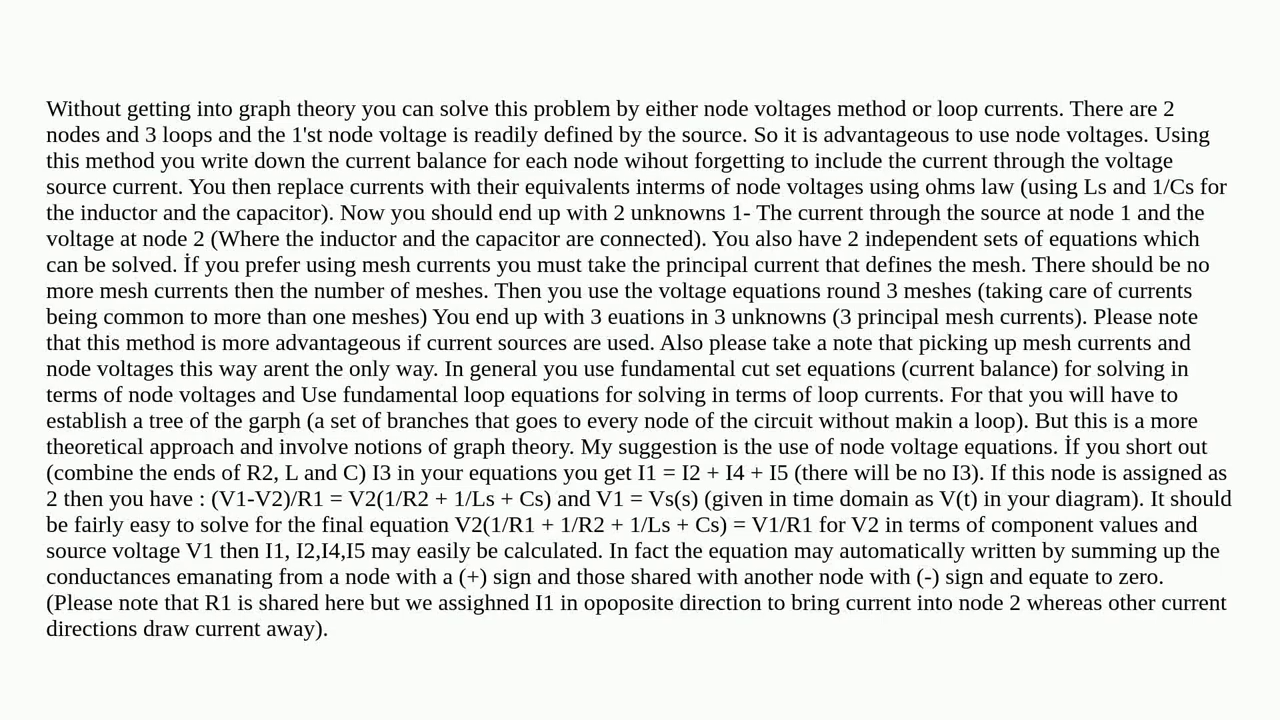 Without getting into graph theory you can solve this problem by either node voltages method or loop currents. There are 2
nodes and 3 loops and the 1'st node voltage is readily defined by the source. So it is advantageous to use node voltages. Using
this method you write down the current balance for each node wihout forgetting to include the current through the voltage
source current. You then replace currents with their equivalents interms of node voltages using ohms law (using Ls and 1/Cs for
the inductor and the capacitor). Now you should end up with 2 unknowns 1- The current through the source at node 1 and the
voltage at node 2 (Where the inductor and the capacitor are connected). You also have 2 independent sets of equations which
can be solved. İf you prefer using mesh currents you must take the principal current that defines the mesh. There should be no
more mesh currents then the number of meshes. Then you use the voltage equations round 3 meshes (taking care of currents
being common to more than one meshes) You end up with 3 euations in 3 unknowns (3 principal mesh currents). Please note
that this method is more advantageous if current sources are used. Also please take a note that picking up mesh currents and
node voltages this way arent the only way. In general you use fundamental cut set equations (current balance) for solving in
terms of node voltages and Use fundamental loop equations for solving in terms of loop currents. For that you will have to
establish a tree of the garph (a set of branches that goes to every node of the circuit without makin a loop). But this is a more
theoretical approach and involve notions of graph theory. My suggestion is the use of node voltage equations. İf you short out
(combine the ends of R2, L and C) I3 in your equations you get I1 = I2 + I4 + I5 (there will be no I3). If this node is assigned as
2 then you have : (V1-V2)/R1 = V2(1/R2 + 1/Ls + Cs) and V1 = Vs(s) (given in time domain as V(t) in your diagram). It should
be fairly easy to solve for the final equation V2(1/R1 + 1/R2 + 1/Ls + Cs) = V1/R1 for V2 in terms of component values and
source voltage V1 then I1, I2,I4,I5 may easily be calculated. In fact the equation may automatically written by summing up the
conductances emanating from a node with a (+) sign and those shared with another node with (-) sign and equate to zero.
(Please note that R1 is shared here but we assighned I1 in opoposite direction to bring current into node 2 whereas other current
directions draw current away).